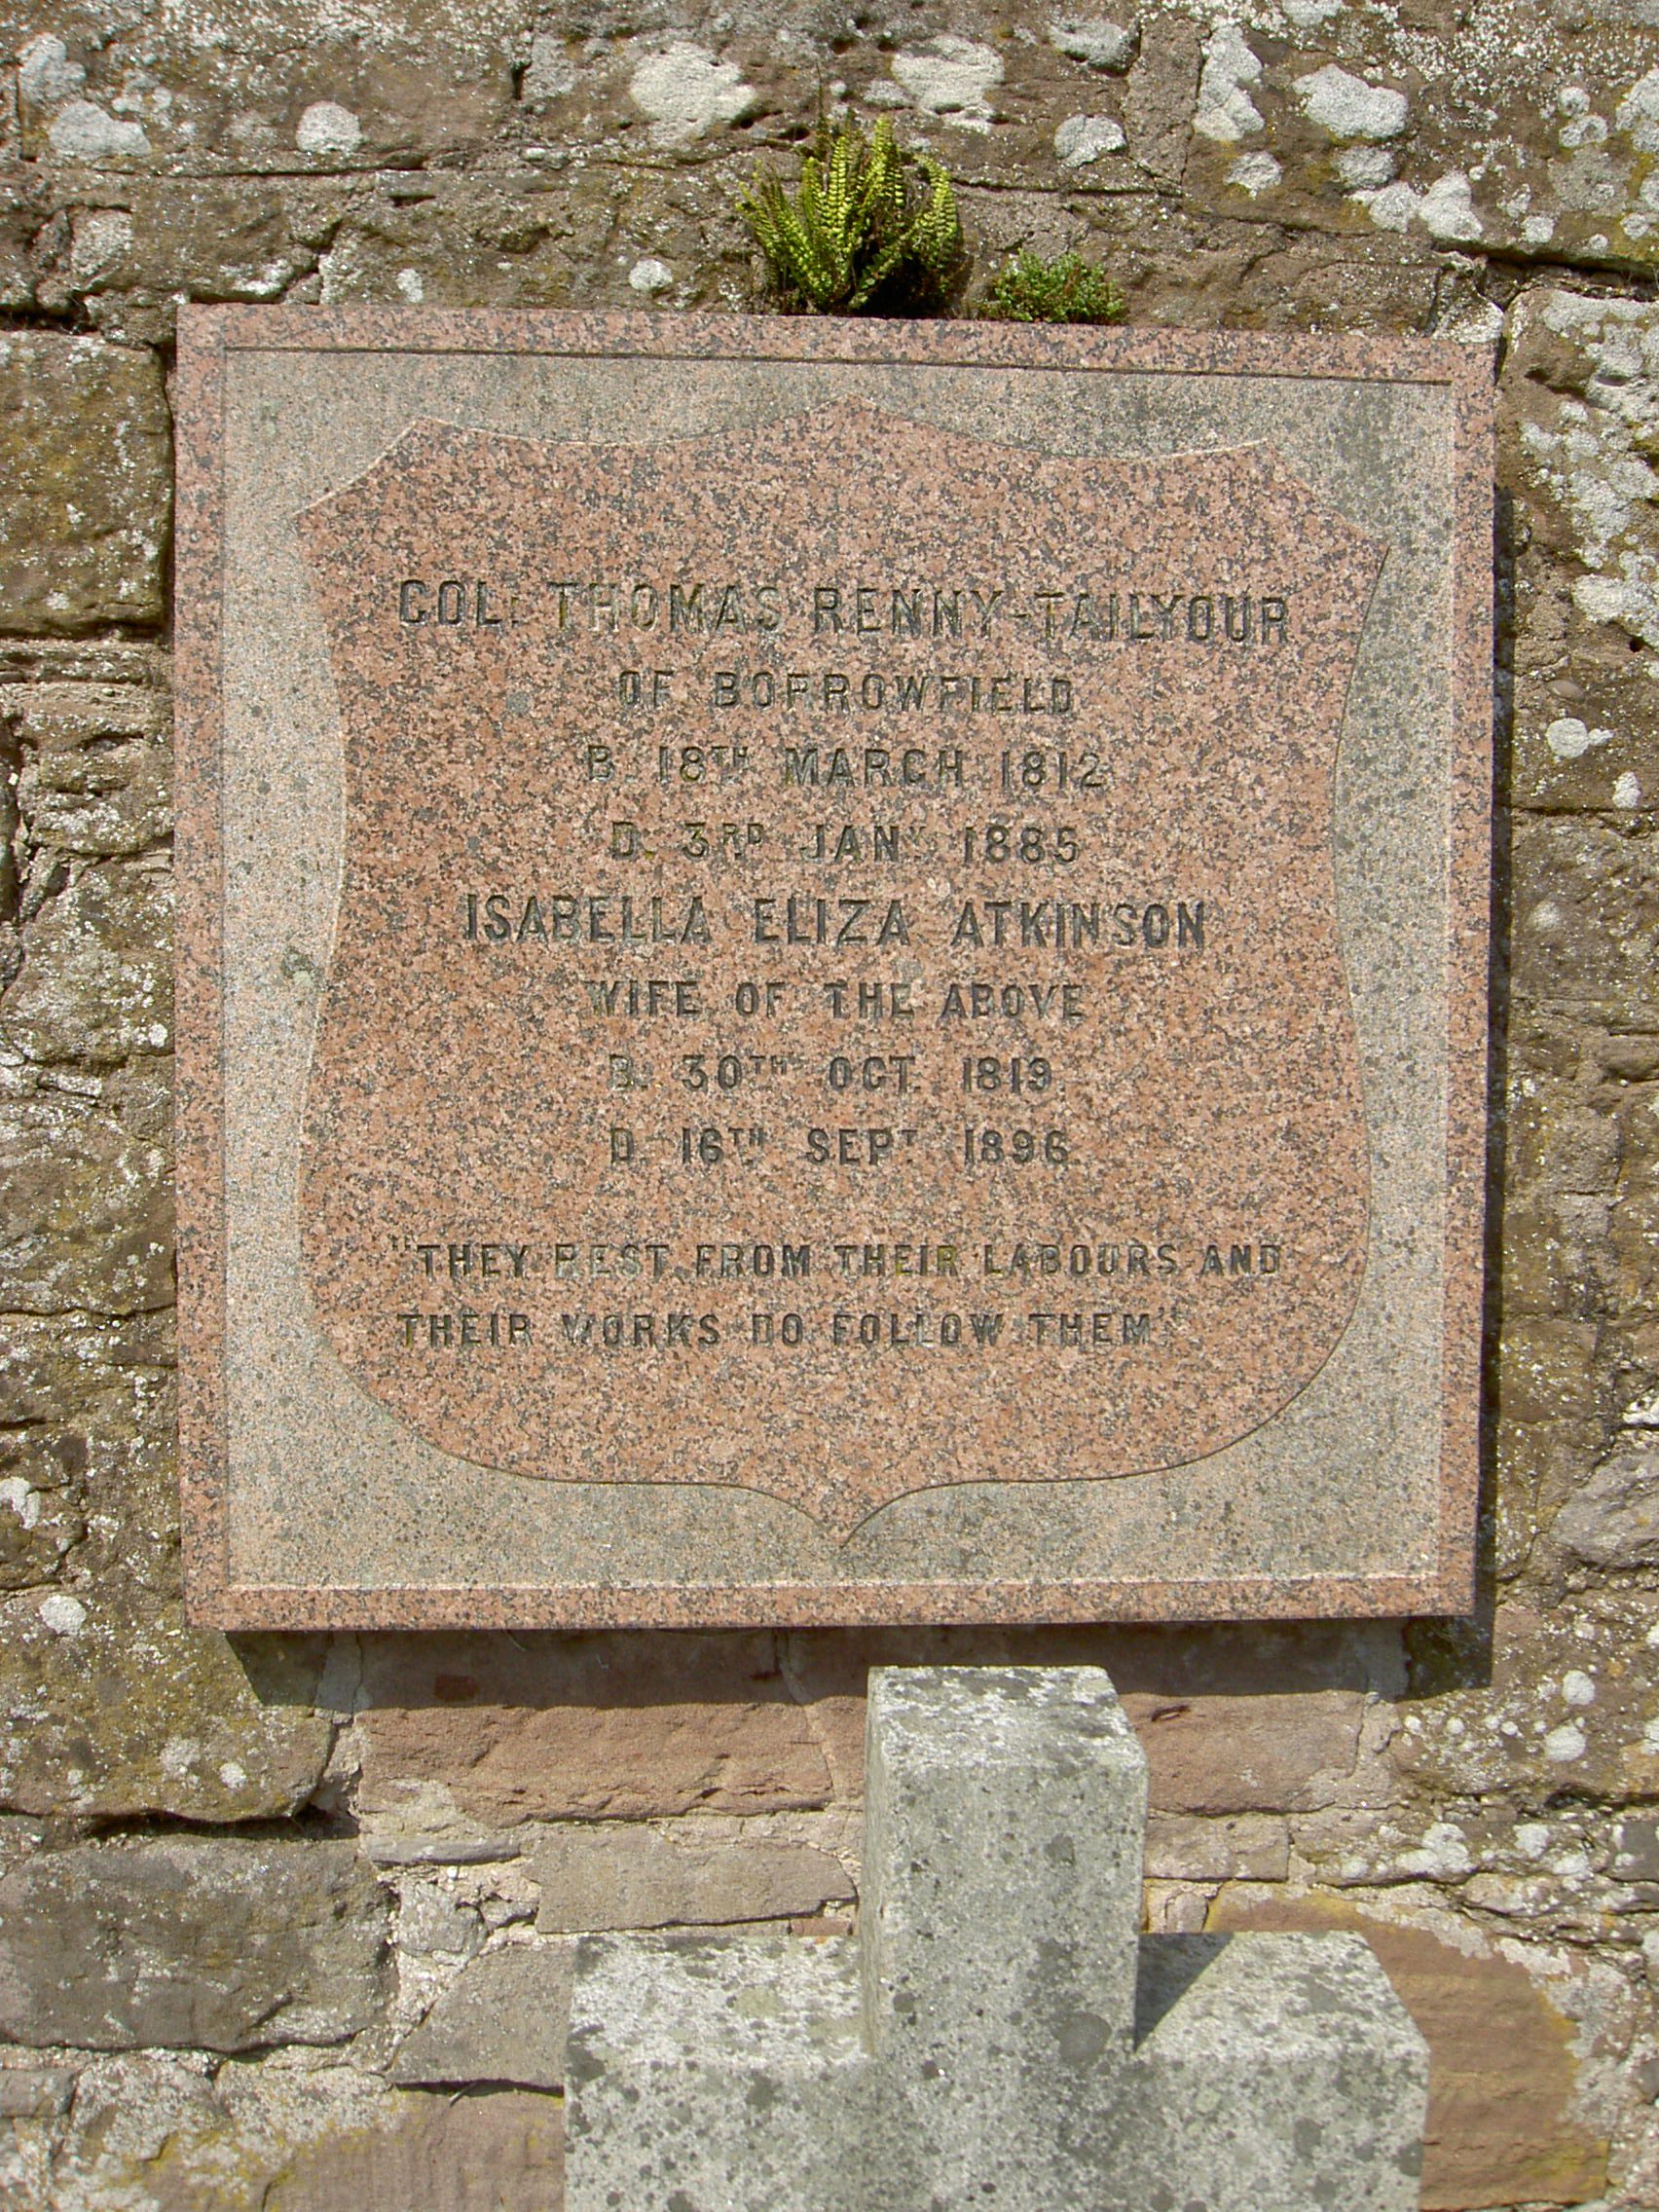 COL: THOMAS RENNY-TAILYOUR
OF BORROWFIELD
B. 18TH MARCH 1812
D. 3RD JANY 1885
ISABELLA ELIZA ATKINSON
WIFE OF THE ABOVE
B. 30TH OCT. 1819
D. 16TH SEPT 1896
"THEY REST FROM THEIR LABOURS AND
THEIR WORKS DO FOLLOW THEM"